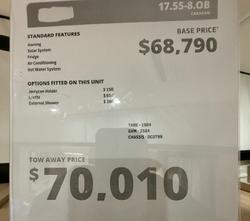 17.55-8.OB
CARAVAN
STANDARD FEATURES
BASE PRICE*
Awning
Solar System
Fridge
Air Conditioning
Hot Water System
$68,790
OPTIONS FITTED ON THIS UNIT
Jerrycan Holder
External Shower
TARE - 1984
GVM - 2584
CHASSIS - 0C0799
TOW AWAY PRICE
$70,010